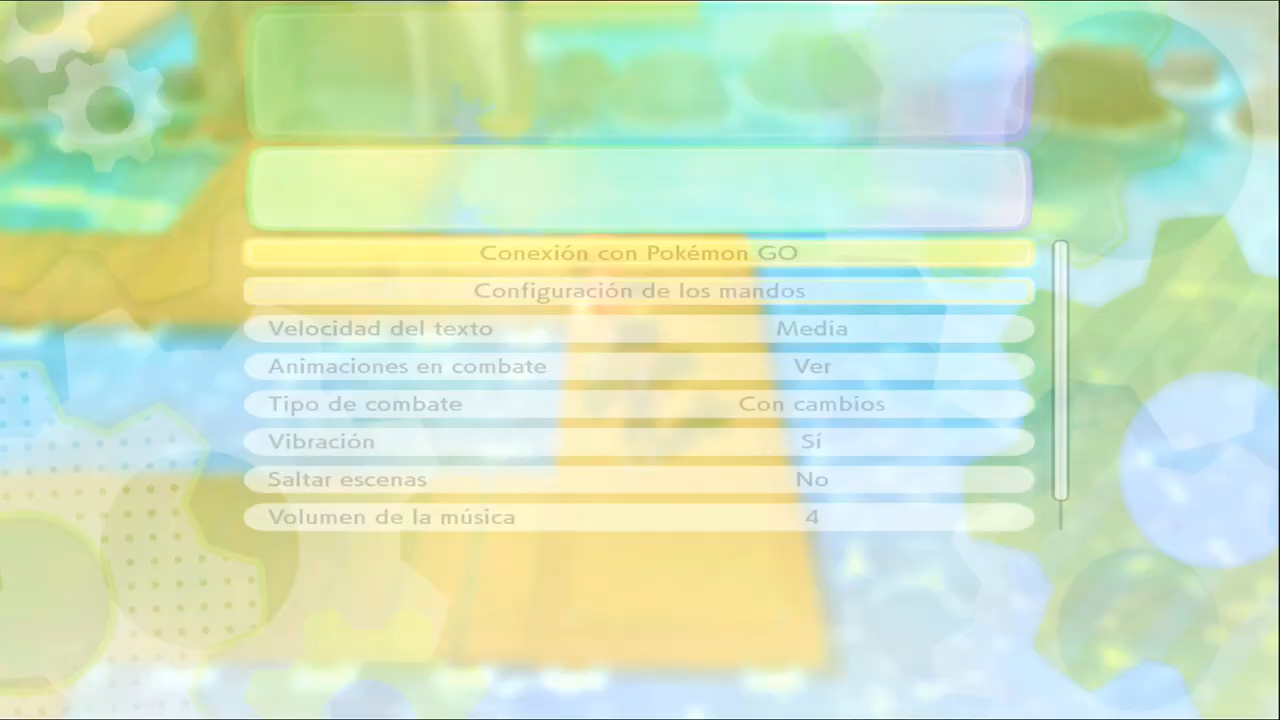 Conexión con Pokémon GO
Configuración de los mandos
Velocidad del texto Media
Animaciones en combate Ver
Tipo de combate Con cambios
Vibración Sí
Saltar escenas No
Volumen de la música 4